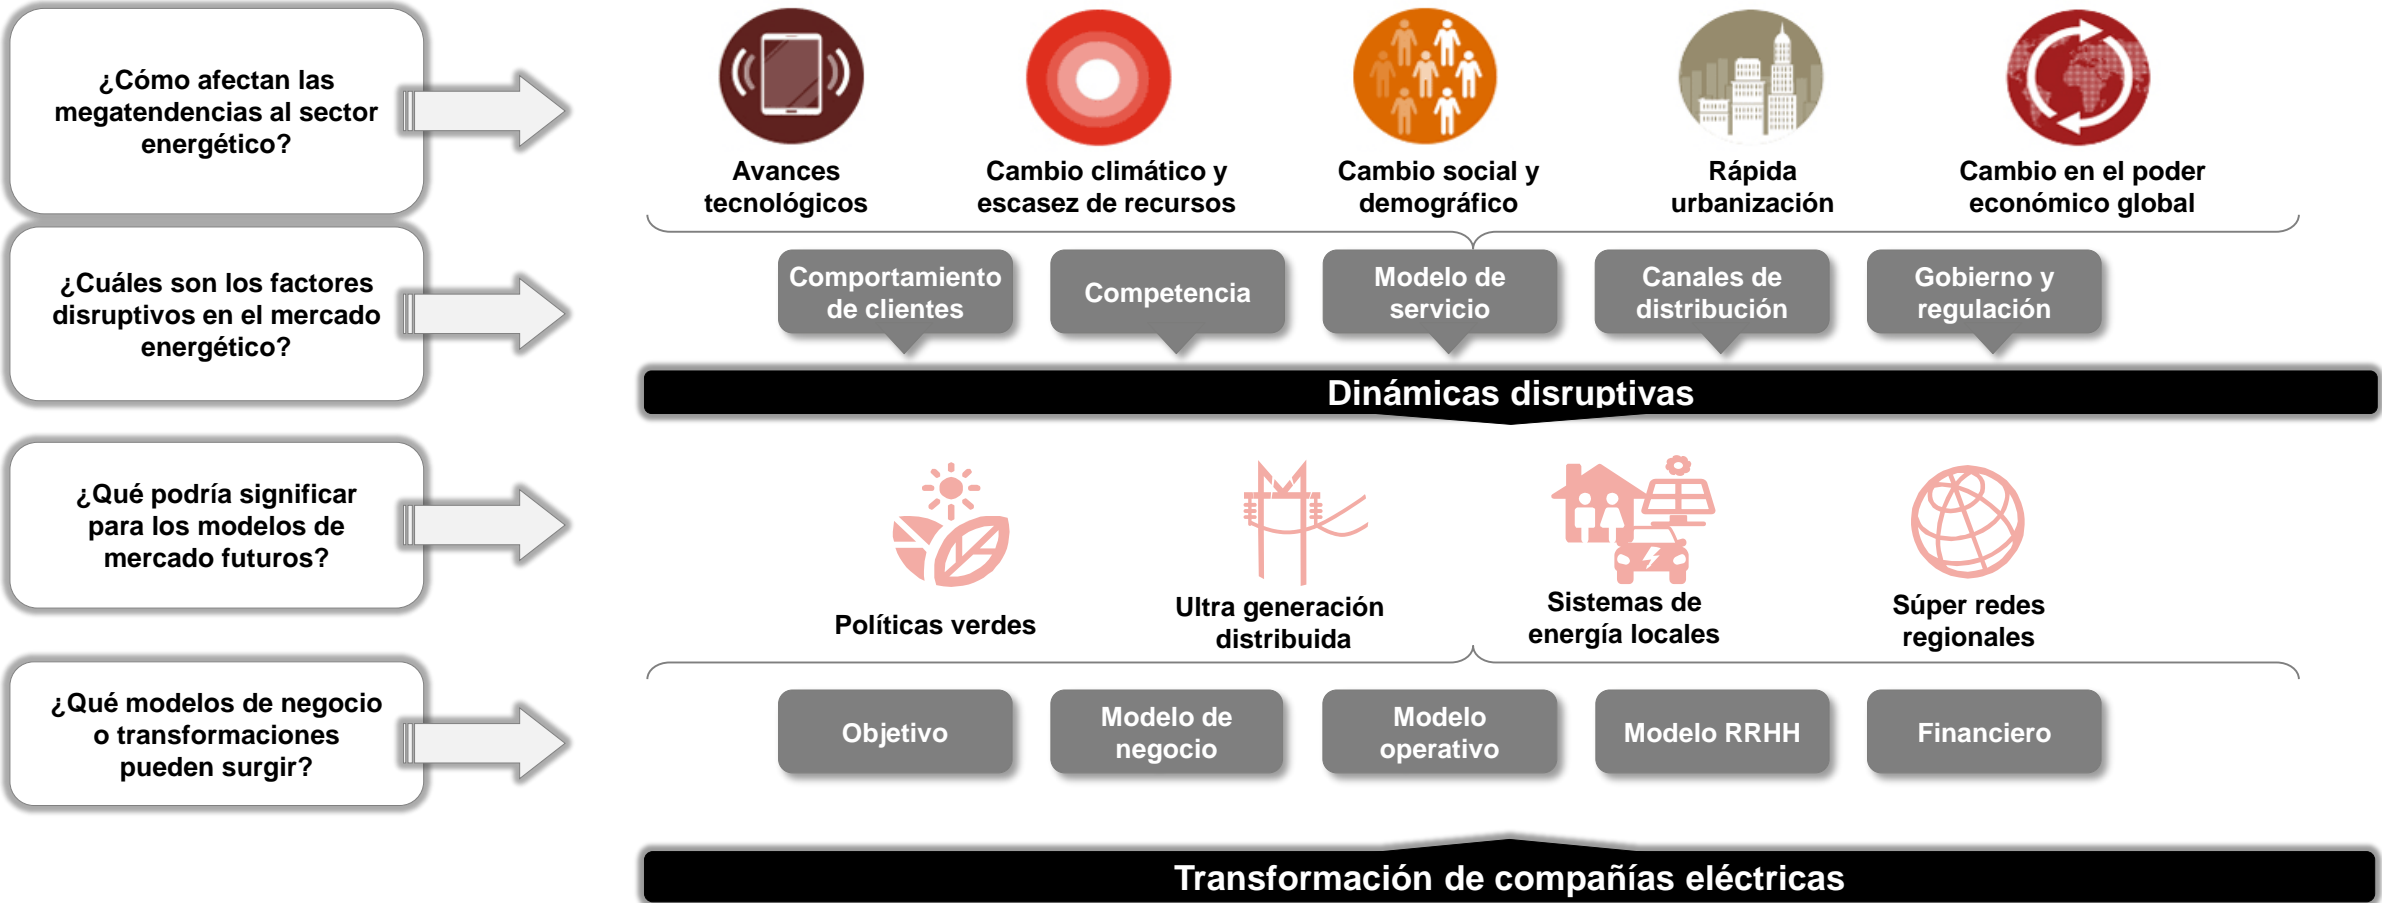 ¿Cómo afectan las
megatendencias al sector
energético?
Avances
tecnológicos
Cambio climático y
escasez de recursos
Cambio social y
demográfico
Rápida
urbanización
Cambio en el poder
económico global
¿Cuáles son los factores
disruptivos en el mercado
energético?
Comportamiento
de clientes
Competencia
Modelo de
servicio
Canales de
distribución
Gobierno y
regulación
Dinámicas disruptivas
¿Qué podría significar
para los modelos de
mercado futuros?
Políticas verdes
Ultra generación
distribuida
Sistemas de
energía locales
Súper redes
regionales
¿Qué modelos de negocio
o transformaciones
pueden surgir?
Objetivo
Modelo de
negocio
Modelo
operativo
Modelo RRHH
Financiero
Transformación de compañías eléctricas